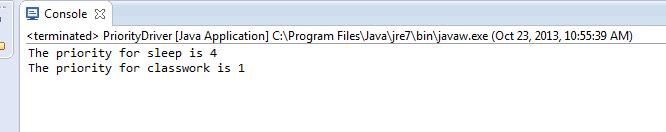 Console
<terminated> PriorityDriver [Java Application] C:\Program Files\Java\jre7\bin\javaw.exe (Oct 23, 2013, 10:55:39 AM)
The priority for sleep is 4
The priority for classwork is 1